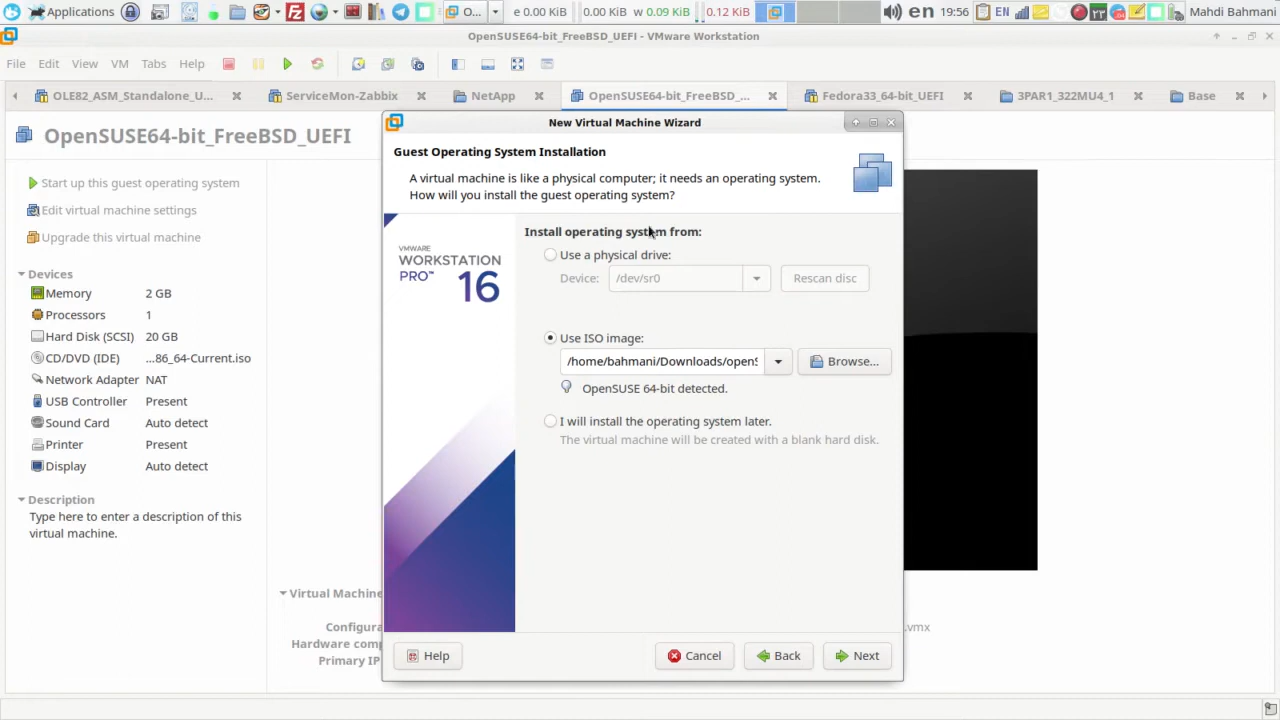 Applications
O...
e 0.00 KiB
0.00 KiB
w 0.09 KiB
0.12 KiB
en
19:56
EN
Mahdi Bahmani
OpenSUSE64-bit_FreeBSD_UEFI - VMware Workstation
File Edit View VM Tabs Help
OLE82_ASM_Standalone_U...
ServiceMon-Zabbix
NetApp
OpenSUSE64-bit_FreeBSD_...
Fedora33_64-bit_UEFI
3PAR1_322MU4_1
Base
OpenSUSE64-bit_FreeBSD_UEFI
Start up this guest operating system
Edit virtual machine settings
Upgrade this virtual machine
Devices
Memory 2 GB
Processors 1
Hard Disk (SCSI) 20 GB
CD/DVD (IDE) ...86_64-Current.iso
Network Adapter NAT
USB Controller Present
Sound Card Auto detect
Printer Present
Display Auto detect
Description
Type here to enter a description of this
virtual machine.
Virtual Machine
Configura
.vmx
Hardware comp
Primary IP
New Virtual Machine Wizard
Guest Operating System Installation
A virtual machine is like a physical computer; it needs an operating system.
How will you install the guest operating system?
VMWARE
WORKSTATION
PRO™ 16
Install operating system from:
Use a physical drive:
Device: /dev/sr0 Rescan disc
Use ISO image:
/home/bahmani/Downloads/openS Browse...
OpenSUSE 64-bit detected.
I will install the operating system later.
The virtual machine will be created with a blank hard disk.
Help Cancel Back Next